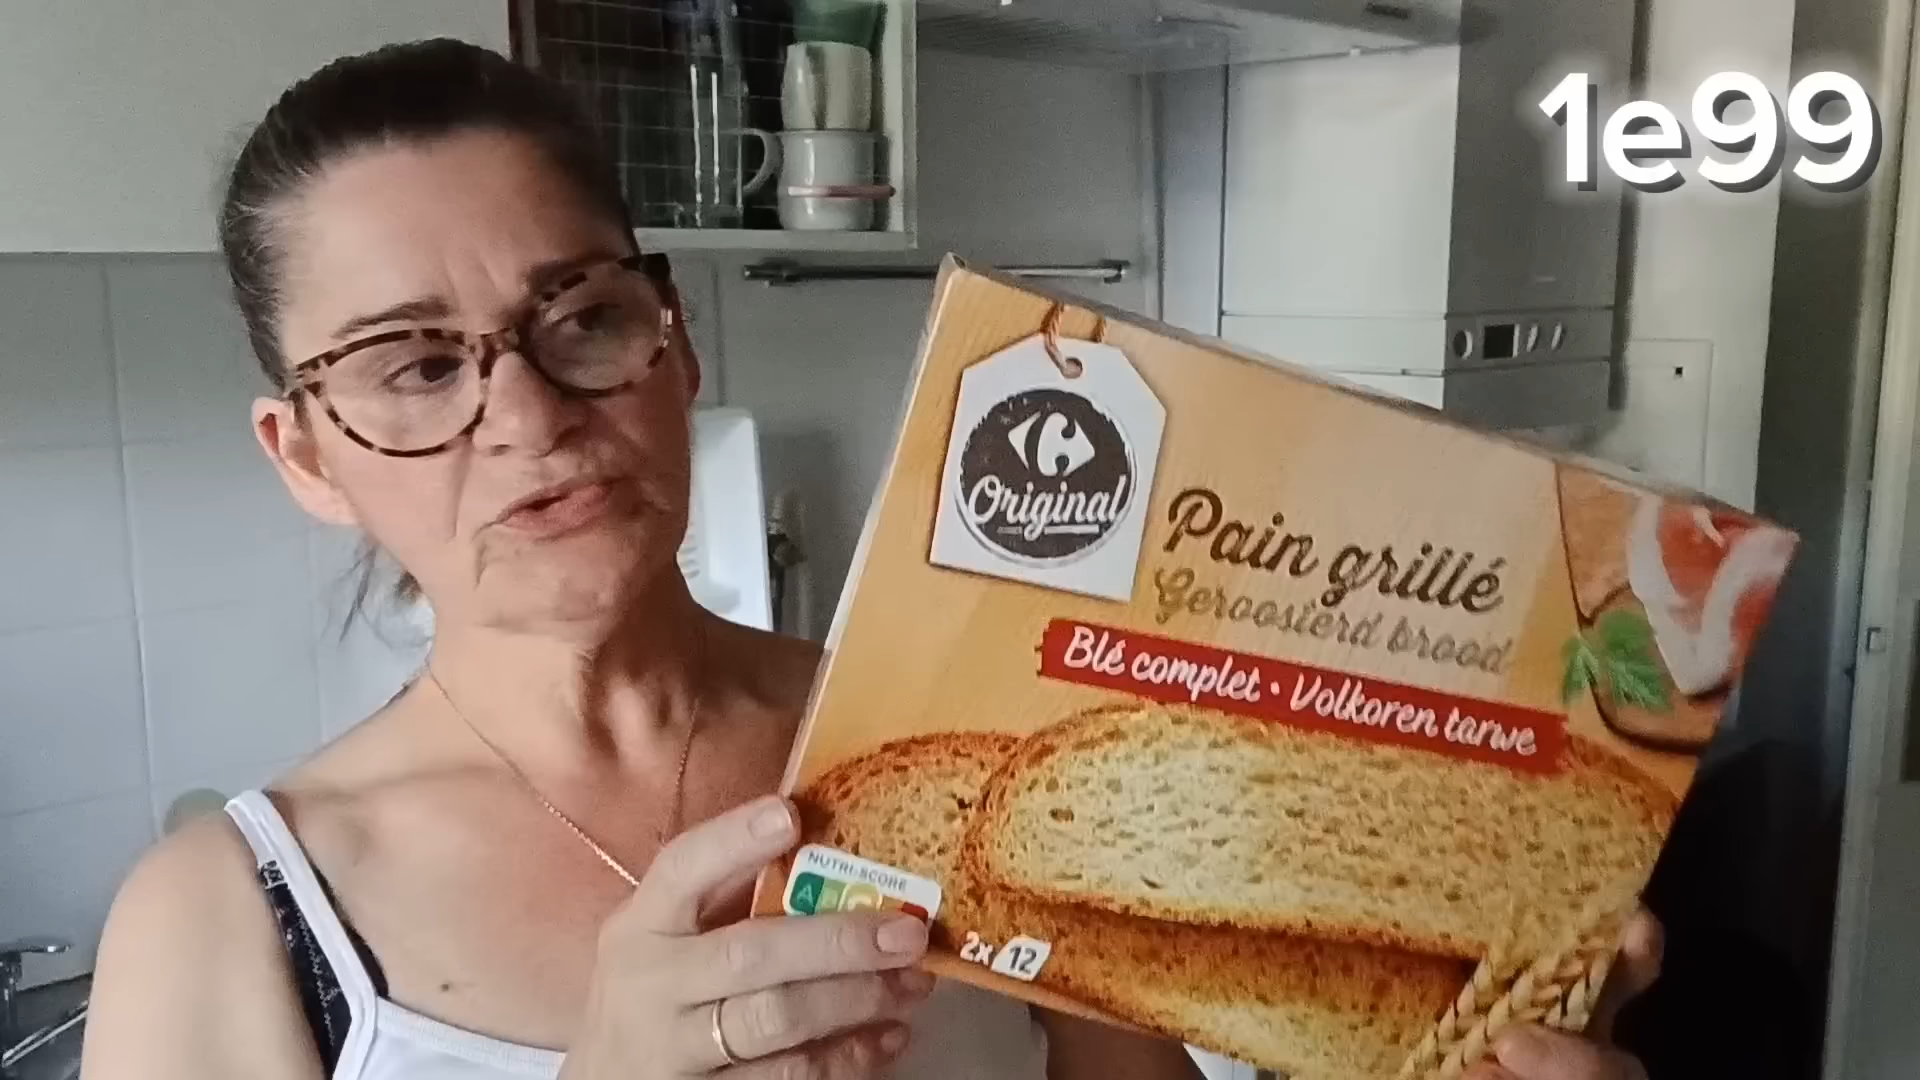 1e99
Original
Pain grillé
Geroosterd brood
Blé complet • Volkoren tarwe
NUTRI-SCORE
A
2x 12